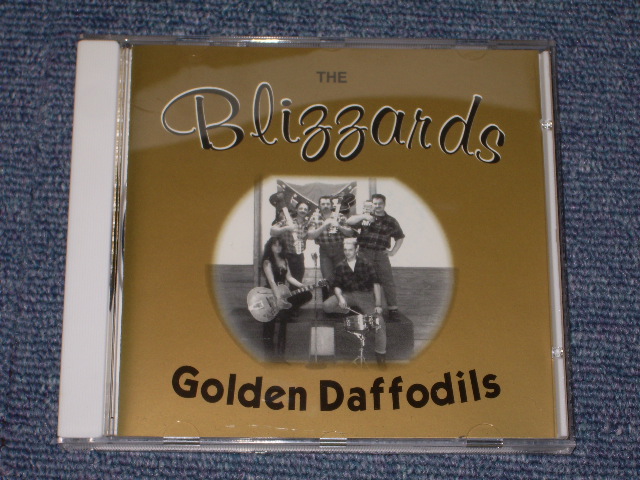 THE
Blizzards
Golden Daffodils